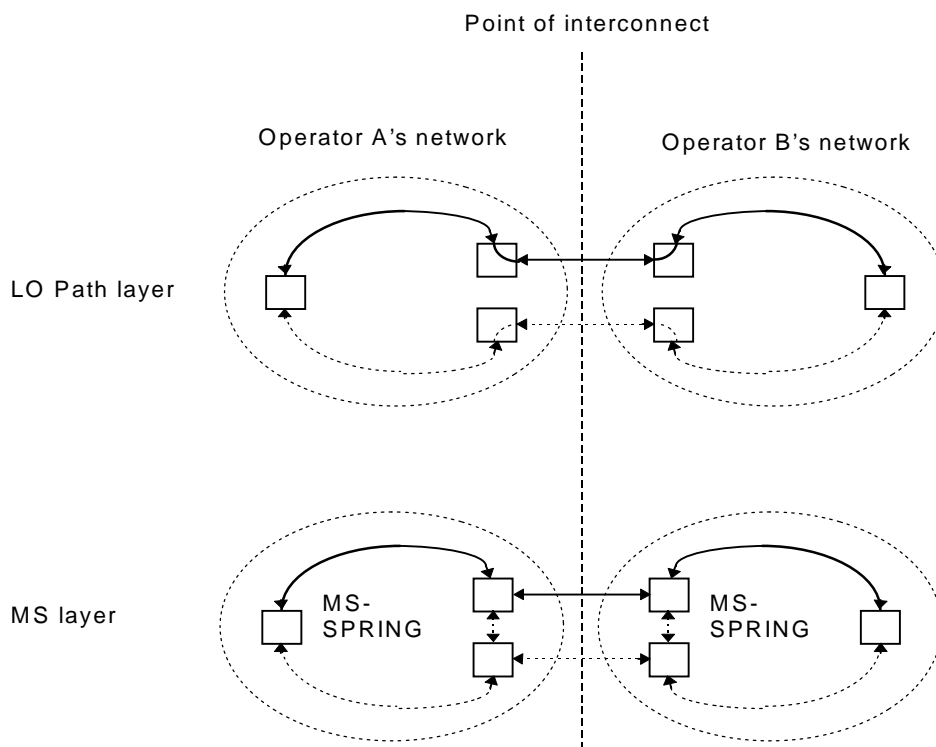 Point of interconnect
Operator A's network
Operator B's network
LO Path layer
MS layer
MS-
SPRING
MS-
SPRING